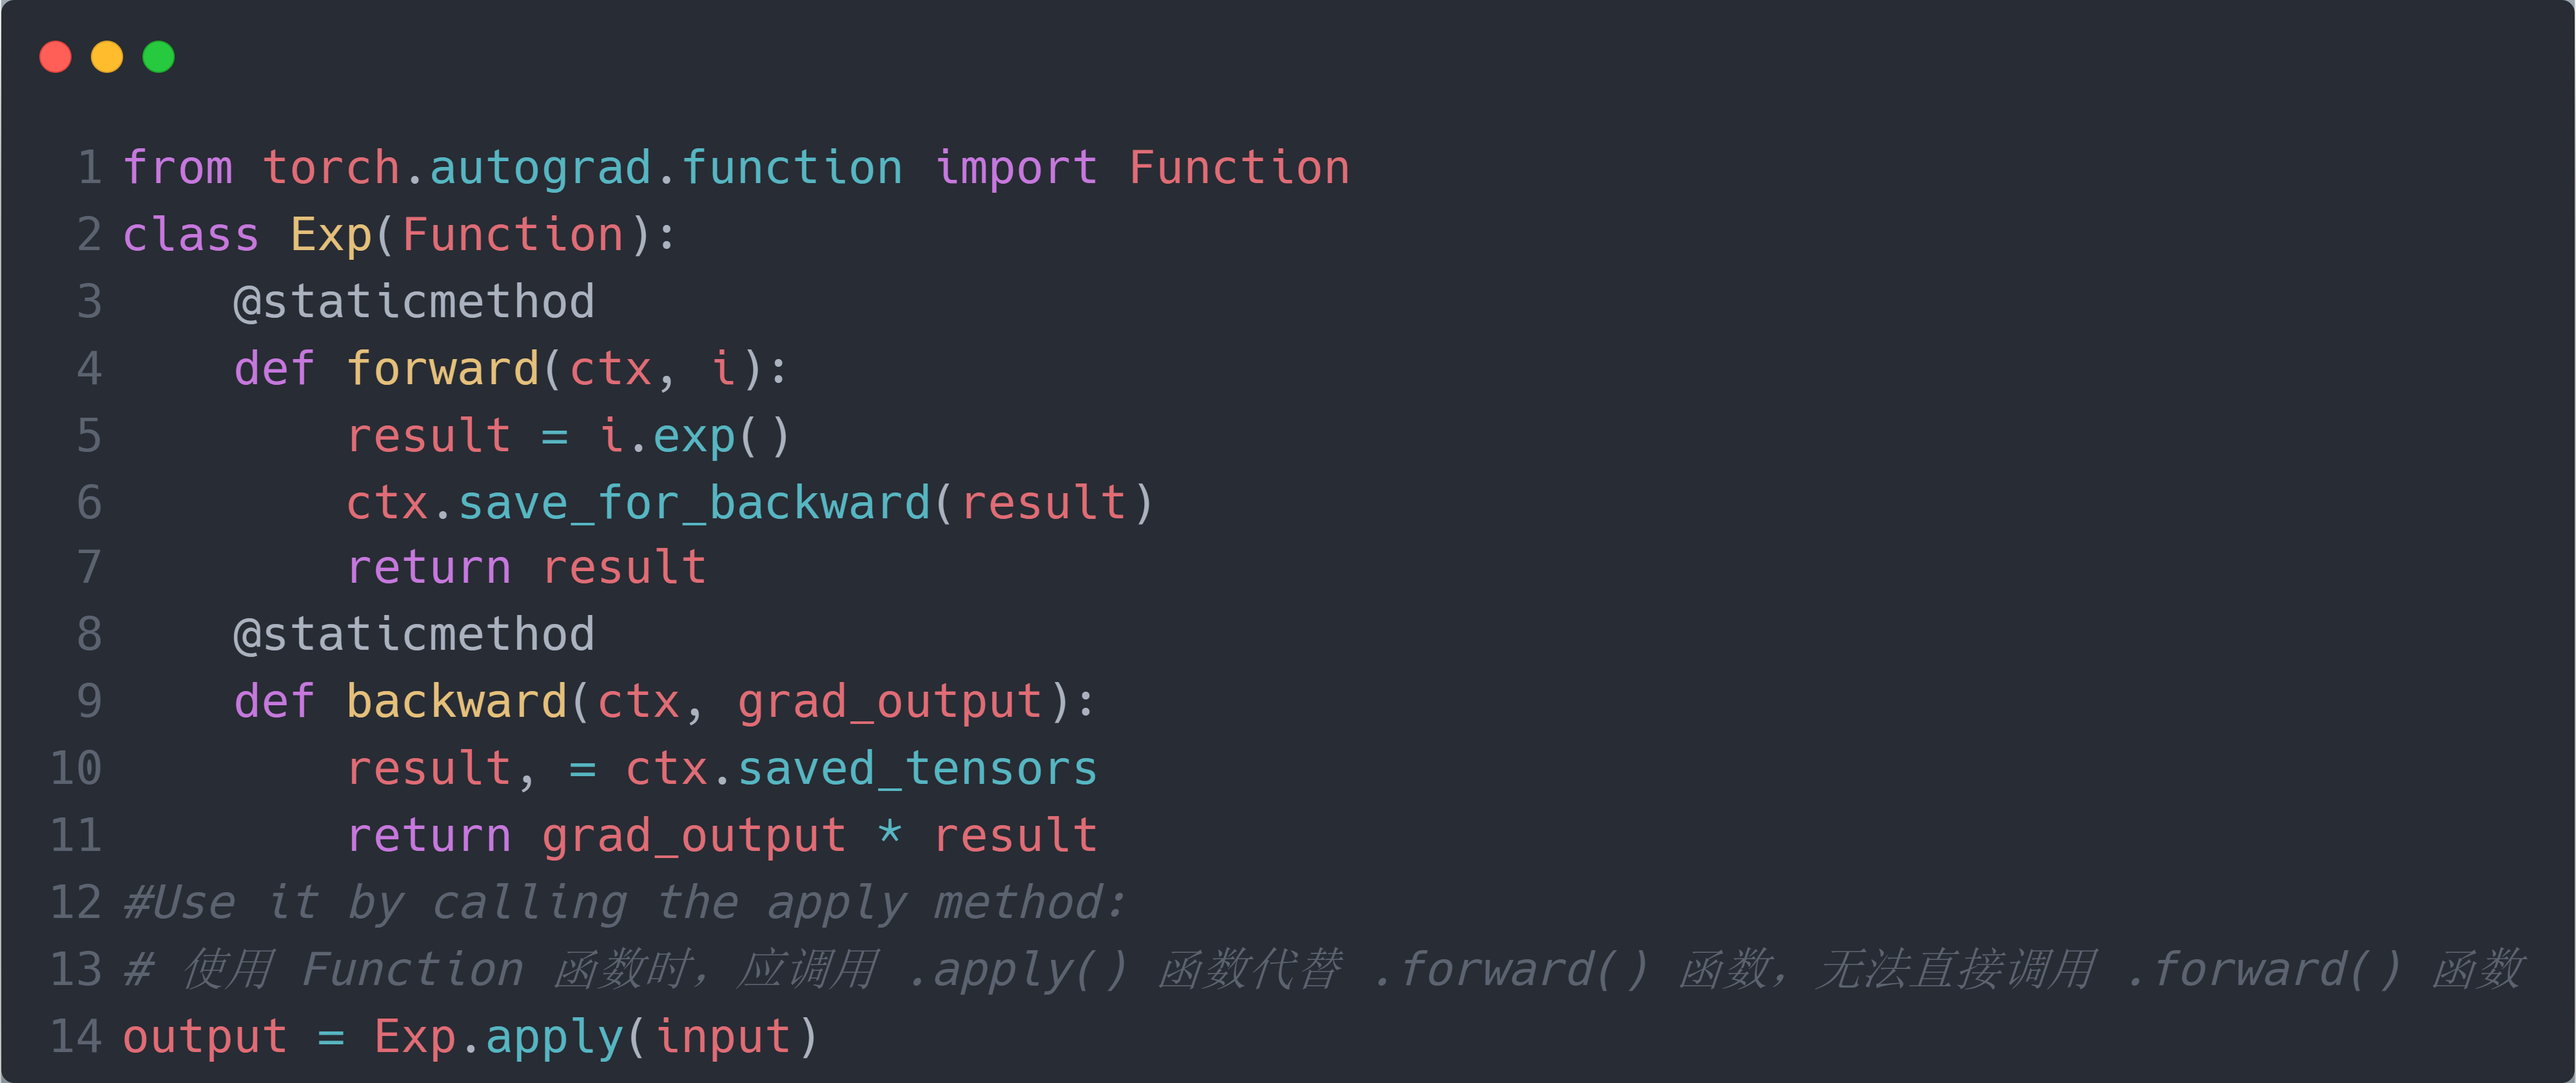 1 from torch.autograd.function import Function
2 class Exp(Function):
3     @staticmethod
4     def forward(ctx, i):
5         result = i.exp()
6         ctx.save_for_backward(result)
7         return result
8     @staticmethod
9     def backward(ctx, grad_output):
10         result, = ctx.saved_tensors
11         return grad_output * result
12 #Use it by calling the apply method:
13 # 使用 Function 函数时，应调用 .apply() 函数代替 .forward() 函数，无法直接调用 .forward() 函数
14 output = Exp.apply(input)